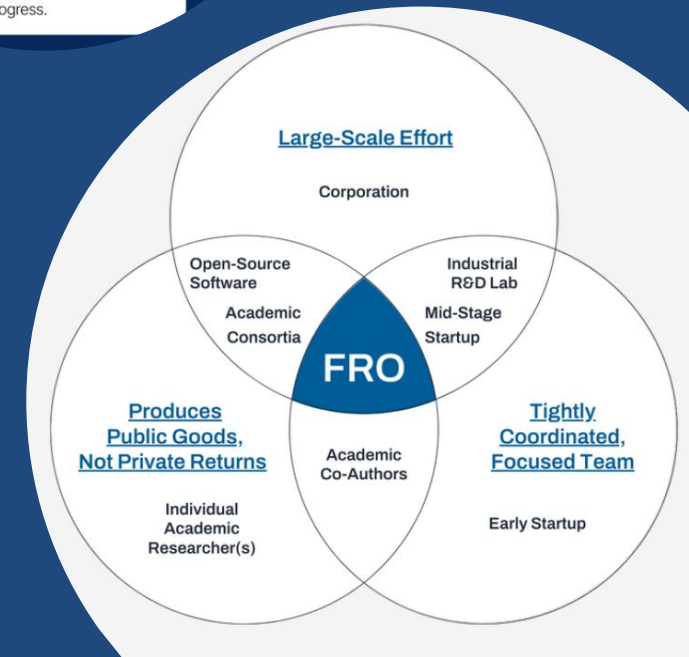 Large-Scale Effort
Corporation
Open-Source
Software
Academic
Consortia
Industrial
R&D Lab
Mid-Stage
Startup
FRO
Produces
Public Goods,
Not Private Returns
Individual
Academic
Researcher(s)
Academic
Co-Authors
Tightly
Coordinated,
Focused Team
Early Startup